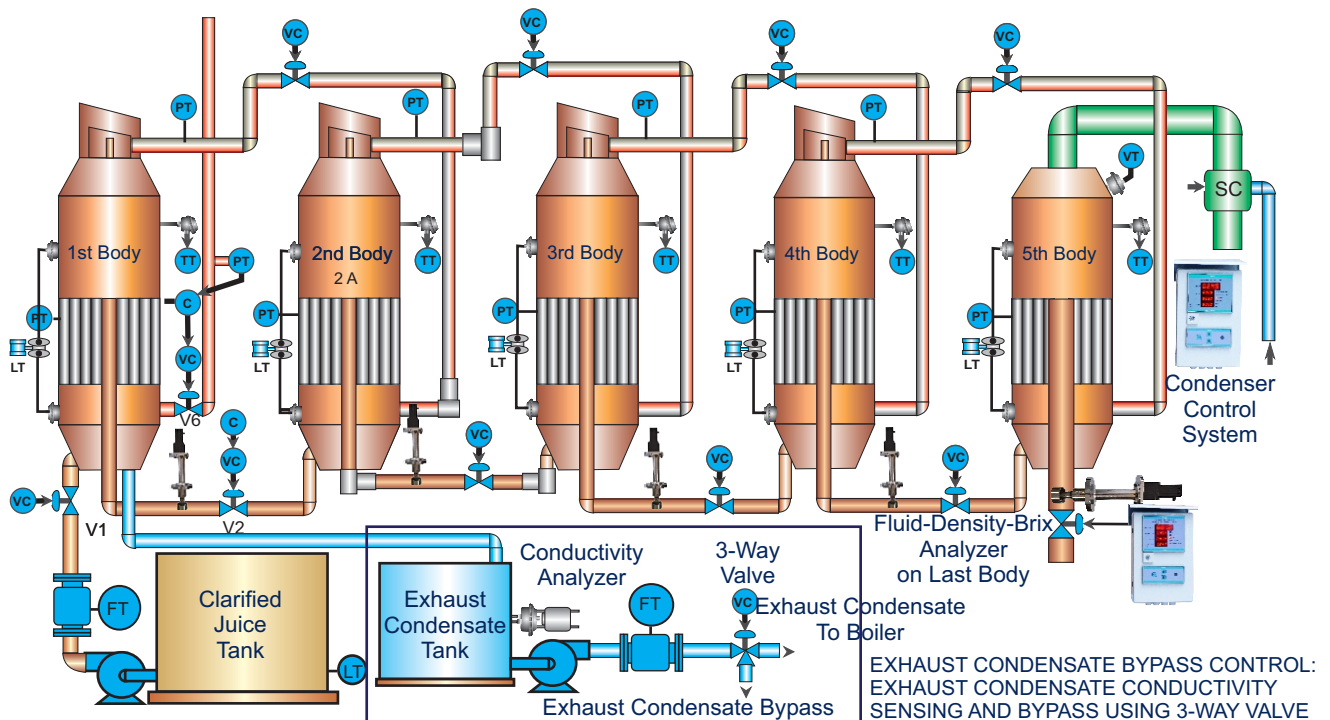 VC
VC
VC
VC
PT
PT
PT
PT
VT
SC
1st Body
2nd Body
2 A
3rd Body
4th Body
5th Body
TT
PT
TT
TT
TT
C
PT
PT
PT
PT
PT
LT
LT
LT
LT
LT
VC
V6
C
VC
VC
VC
VC
VC
V1
V2
Condenser
Control
System
Fluid-Density-Brix
Analyzer
on Last Body
FT
Clarified
Juice
Tank
LT
Exhaust
Condensate
Tank
Conductivity
Analyzer
FT
3-Way
Valve
VC
Exhaust Condensate
To Boiler
Exhaust Condensate Bypass
EXHAUST CONDENSATE BYPASS CONTROL:
EXHAUST CONDENSATE CONDUCTIVITY
SENSING AND BYPASS USING 3-WAY VALVE